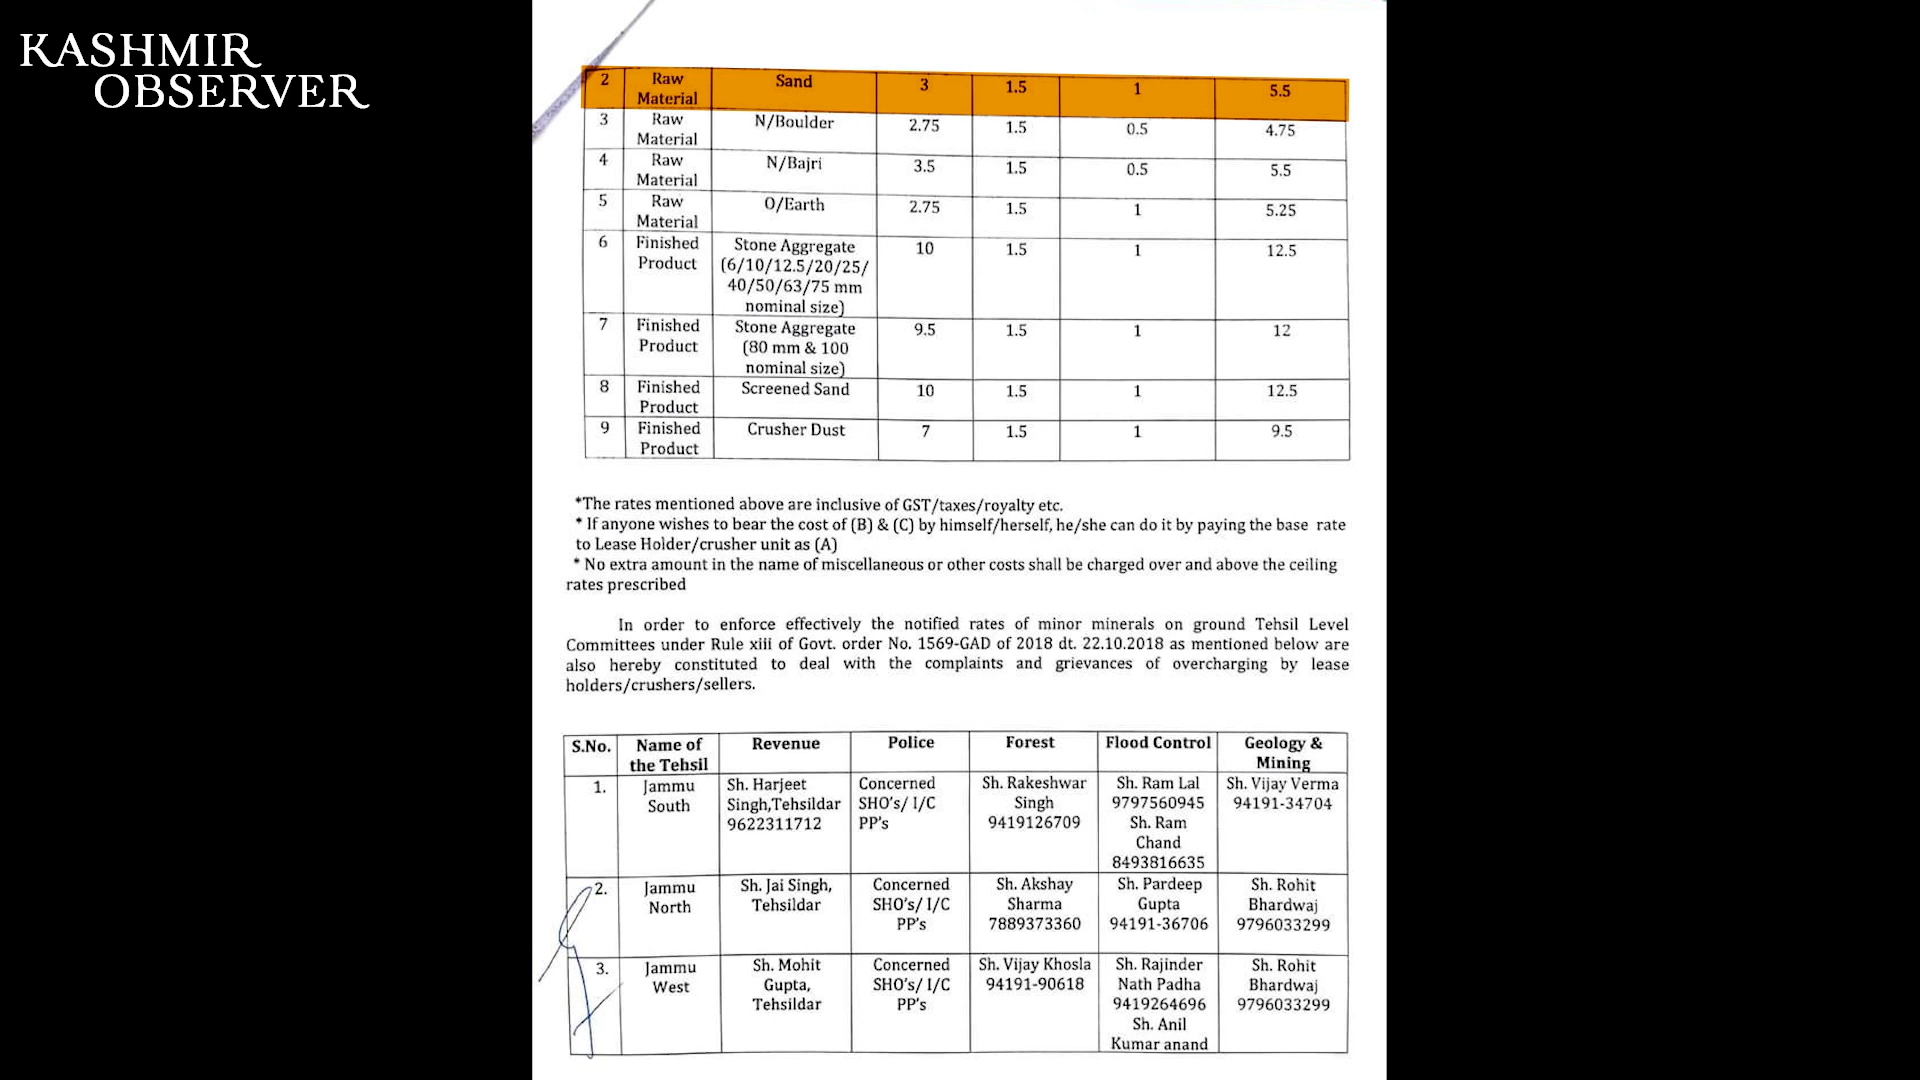 KASHMIR
OBSERVER
2 Raw Material Sand 3 1.5 1 5.5
3 Raw Material N/Boulder 2.75 1.5 0.5 4.75
4 Raw Material N/Bajri 3.5 1.5 0.5 5.5
5 Raw Material O/Earth 2.75 1.5 1 5.25
6 Finished Product Stone Aggregate (6/10/12.5/20/25/40/50/63/75 mm nominal size) 10 1.5 1 12.5
7 Finished Product Stone Aggregate (80 mm & 100 nominal size) 9.5 1.5 1 12
8 Finished Product Screened Sand 10 1.5 1 12.5
9 Finished Product Crusher Dust 7 1.5 1 9.5
*The rates mentioned above are inclusive of GST/taxes/royalty etc.
* If anyone wishes to bear the cost of (B) & (C) by himself/herself, he/she can do it by paying the base rate
to Lease Holder/crusher unit as (A)
* No extra amount in the name of miscellaneous or other costs shall be charged over and above the ceiling
rates prescribed
In order to enforce effectively the notified rates of minor minerals on ground Tehsil Level
Committees under Rule xiii of Govt. order No. 1569-GAD of 2018 dt. 22.10.2018 as mentioned below are
also hereby constituted to deal with the complaints and grievances of overcharging by lease
holders/crushers/sellers.
S.No. Name of the Tehsil Revenue Police Forest Flood Control Geology & Mining
1. Jammu South Sh. Harjeet Singh,Tehsildar 9622311712 Concerned SHO's/ I/C PP's Sh. Rakeshwar Singh 9419126709 Sh. Ram Lal 9797560945 Sh. Ram Chand 8493816635 Sh. Vijay Verma 94191-34704
2. Jammu North Sh. Jai Singh, Tehsildar Concerned SHO's/ I/C PP's Sh. Akshay Sharma 7889373360 Sh. Pardeep Gupta 94191-36706 Sh. Rohit Bhardwaj 9796033299
3. Jammu West Sh. Mohit Gupta, Tehsildar Concerned SHO's/ I/C PP's Sh. Vijay Khosla 94191-90618 Sh. Rajinder Nath Padha 9419264696 Sh. Anil Kumar anand Sh. Rohit Bhardwaj 9796033299